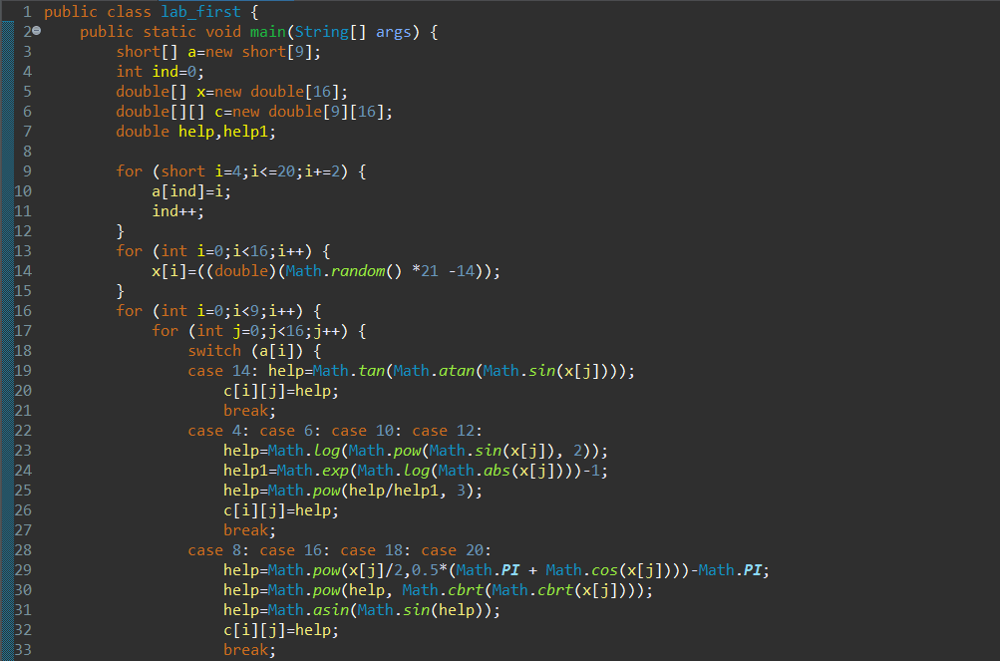 1 public class lab_first {
2 public static void main(String[] args) {
3 short[] a=new short[9];
4 int ind=0;
5 double[] x=new double[16];
6 double[][] c=new double[9][16];
7 double help,help1;
8
9 for (short i=4;i<=20;i+=2) {
10 a[ind]=i;
11 ind++;
12 }
13 for (int i=0;i<16;i++) {
14 x[i]=((double)(Math.random() *21 -14));
15 }
16 for (int i=0;i<9;i++) {
17 for (int j=0;j<16;j++) {
18 switch (a[i]) {
19 case 14: help=Math.tan(Math.atan(Math.sin(x[j])));
20 c[i][j]=help;
21 break;
22 case 4: case 6: case 10: case 12:
23 help=Math.log(Math.pow(Math.sin(x[j]), 2));
24 help1=Math.exp(Math.log(Math.abs(x[j])))-1;
25 help=Math.pow(help/help1, 3);
26 c[i][j]=help;
27 break;
28 case 8: case 16: case 18: case 20:
29 help=Math.pow(x[j]/2,0.5*(Math.PI + Math.cos(x[j])))-Math.PI;
30 help=Math.pow(help, Math.cbrt(Math.cbrt(x[j])));
31 help=Math.asin(Math.sin(help));
32 c[i][j]=help;
33 break;